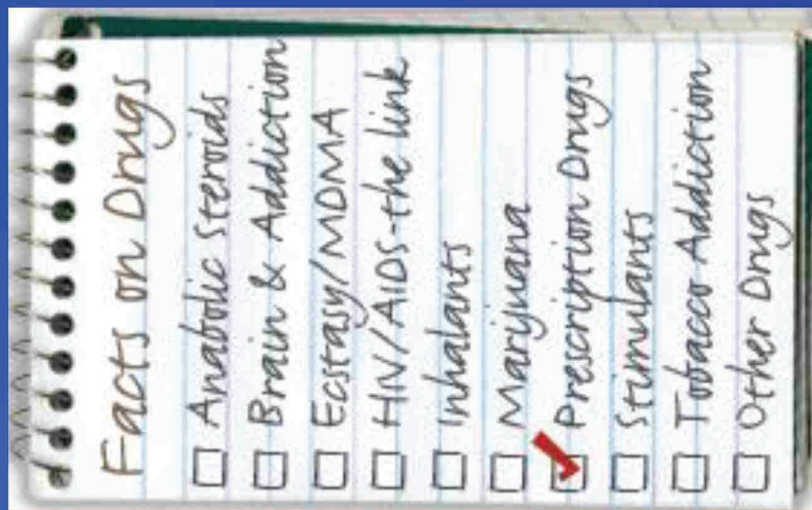 Facts on Drugs
Anabolic Steroids
Brain & Addiction
Ecstasy/MDMA
HIV/AIDS-the link
Inhalants
Marijuana
Prescription Drugs
Stimulants
Tobacco Addiction
Other Drugs